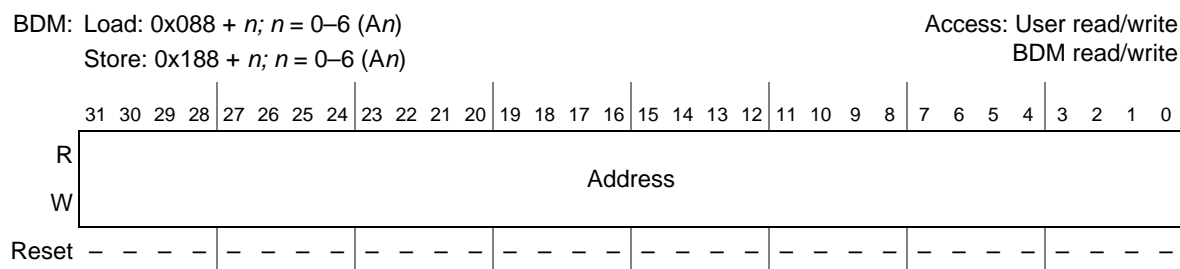 BDM: Load: 0x088 + n; n = 0–6 (An) Access: User read/write
Store: 0x188 + n; n = 0–6 (An) BDM read/write
31 30 29 28 27 26 25 24 23 22 21 20 19 18 17 16 15 14 13 12 11 10 9 8 7 6 5 4 3 2 1 0
R
Address
W
Reset – – – – – – – – – – – – – – – – – – – – – – – – – – – – – – – –